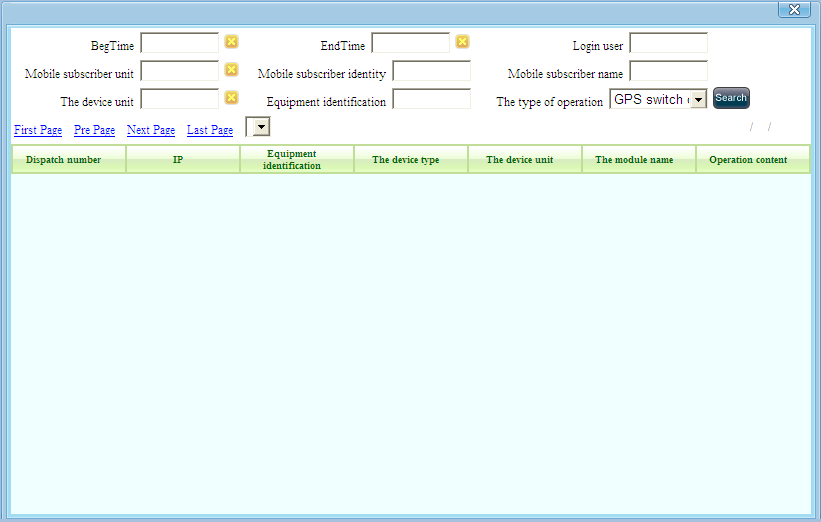 BegTime EndTime Login user
Mobile subscriber unit Mobile subscriber identity Mobile subscriber name
The device unit Equipment identification The type of operation GPS switch Search
First Page Pre Page Next Page Last Page / /
Dispatch number IP Equipment identification The device type The device unit The module name Operation content